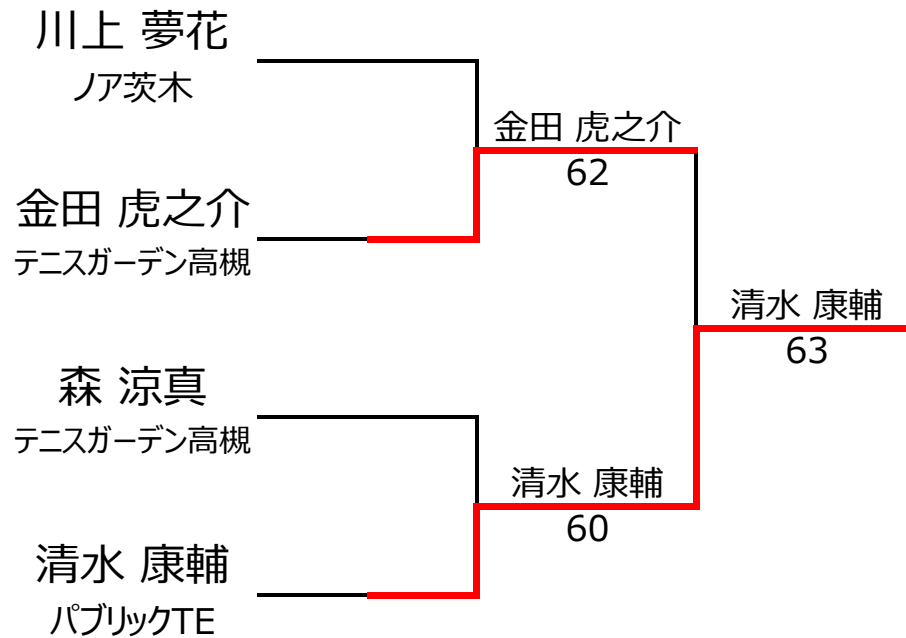 川上 夢花
ノア茨木
金田 虎之介
62
金田 虎之介
テニスガーデン高槻
清水 康輔
63
森 涼真
テニスガーデン高槻
清水 康輔
60
清水 康輔
パブリックTE